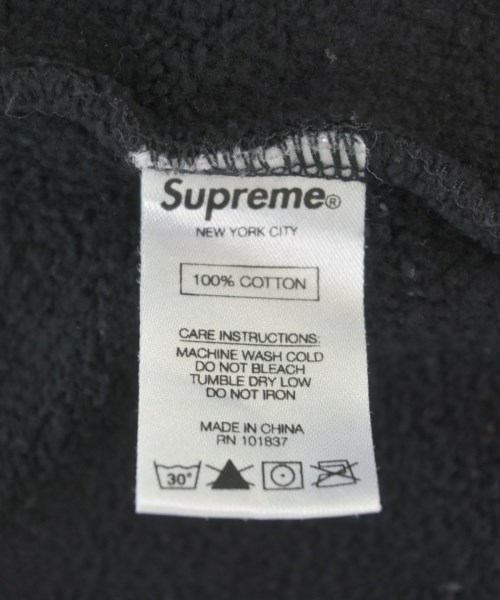 Supreme®
NEW YORK CITY
100% COTTON
CARE INSTRUCTIONS:
MACHINE WASH COLD
DO NOT BLEACH
TUMBLE DRY LOW
DO NOT IRON
MADE IN CHINA
RN 101837
30°